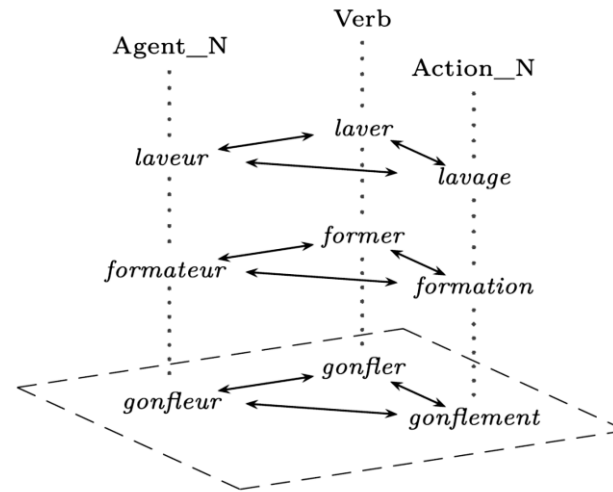 Verb
Agent_N
Action_N
laver
laveur
lavage
former
formateur
formation
gonfler
gonfleur
gonflement